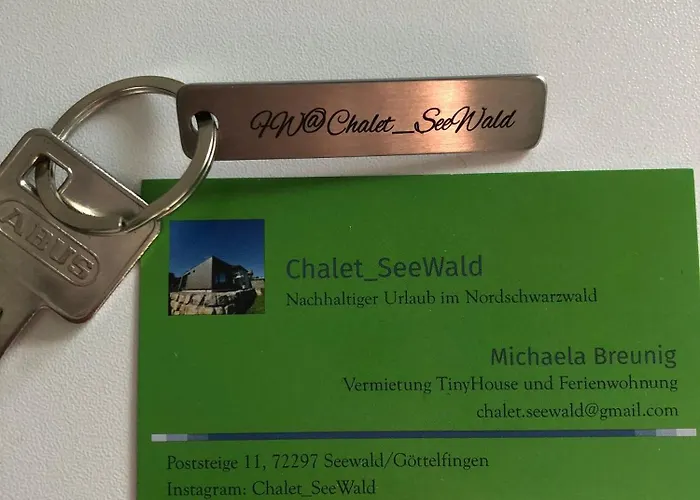 FW@Chalet_SeeWald
ABUS
Chalet_SeeWald
Nachhaltiger Urlaub im Nordschwarzwald
Michaela Breunig
Vermietung TinyHouse und Ferienwohnung
chalet.seewald@gmail.com
Poststeige 11, 72297 Seewald/Göttelfingen
Instagram: Chalet_SeeWald